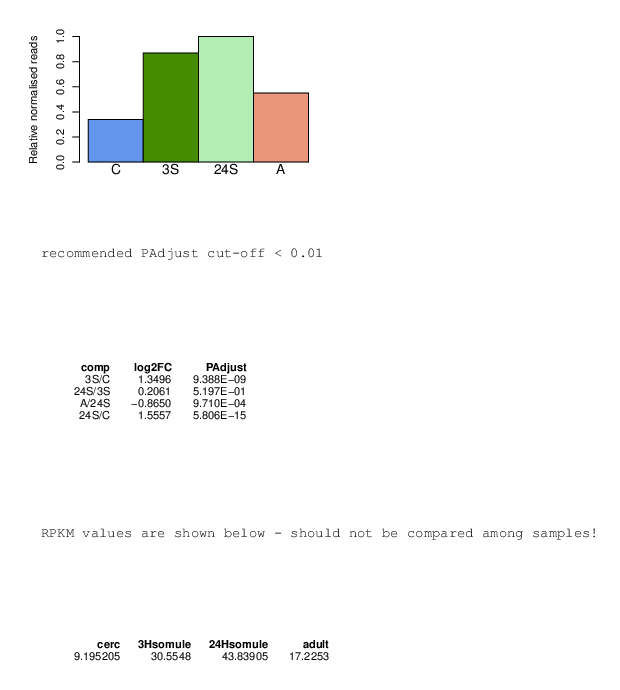 Relative normalised reads
1.0
0.8
0.6
0.4
0.2
0.0
C 3S 24S A
recommended PAdjust cut-off < 0.01
comp log2FC PAdjust
3S/C 1.3496 9.388E−09
24S/3S 0.2061 5.197E−01
A/24S −0.8650 9.710E−04
24S/C 1.5557 5.806E−15
RPKM values are shown below - should not be compared among samples!
cerc 3Hsomule 24Hsomule adult
9.195205 30.5548 43.83905 17.2253